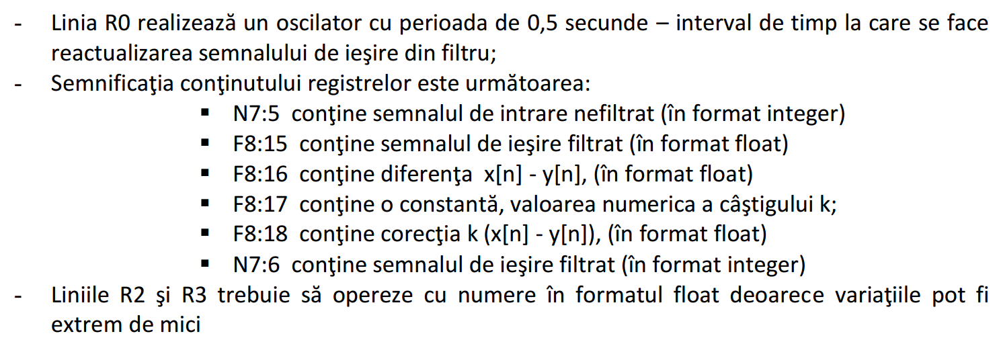 - Linia R0 realizează un oscilator cu perioada de 0,5 secunde – interval de timp la care se face
reactualizarea semnalului de ieşire din filtru;
- Semnificaţia conţinutului registrelor este următoarea:
▪ N7:5 conţine semnalul de intrare nefiltrat (în format integer)
▪ F8:15 conţine semnalul de ieşire filtrat (în format float)
▪ F8:16 conţine diferenţa x[n] - y[n], (în format float)
▪ F8:17 conţine o constantă, valoarea numerica a câştigului k;
▪ F8:18 conţine corecţia k (x[n] - y[n]), (în format float)
▪ N7:6 conţine semnalul de ieşire filtrat (în format integer)
- Liniile R2 şi R3 trebuie să opereze cu numere în formatul float deoarece variaţiile pot fi
extrem de mici